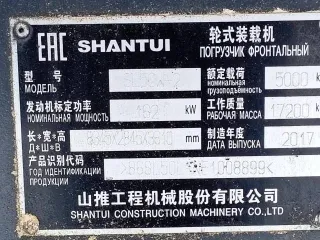 EAC SHANTUI 轮式装载机
ПОГРУЗЧИК ФРОНТАЛЬНЫЙ
型号
МОДЕЛЬ
额定载荷 5000 k
номинальная грузоподъёмность
发动机标定功率 kW
НОМИНАЛЬНАЯ МОЩНОСТЬ
工作质量 17200 k
РАБОЧАЯ МАССА
长*宽*高 mm
Д*Ш*В
制造年度 2017
ДАТА ВЫПУСКА
产品识别代码
КОД ИДЕНТИФИКАЦИИ ПРОДУКЦИИ
山推工程机械股份有限公司
SHANTUI CONSTRUCTION MACHINERY CO.,LTD